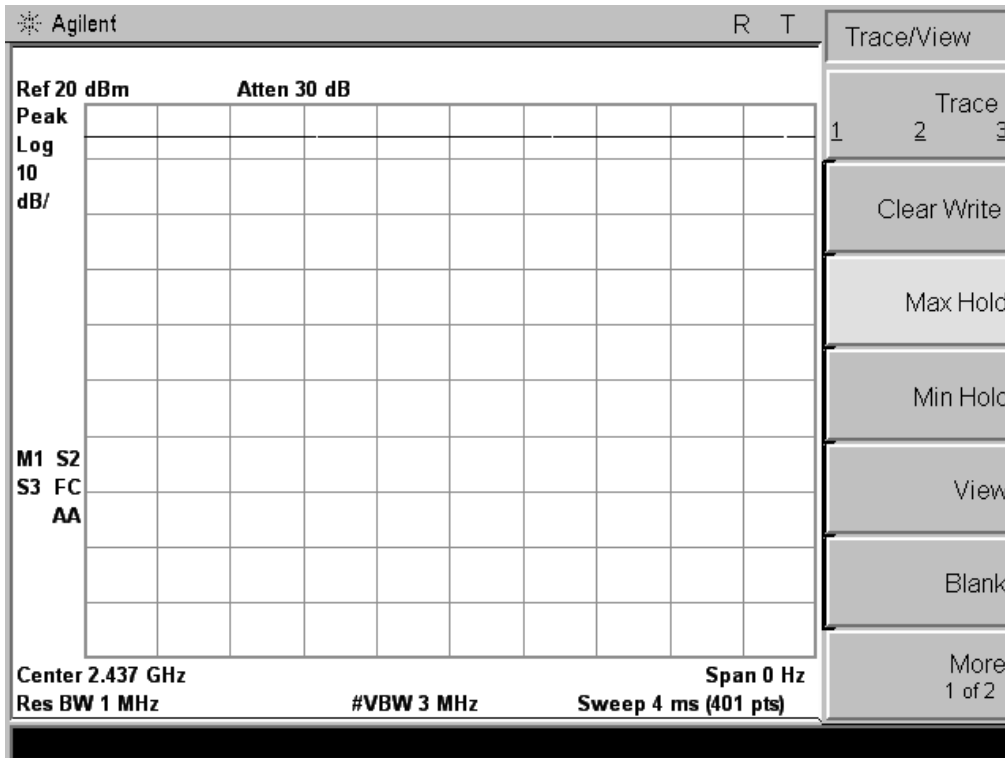 Agilent R T
Trace/View
Ref 20 dBm Atten 30 dB
Peak
Log
10
dB/
M1 S2
S3 FC
AA
Center 2.437 GHz Span 0 Hz
Res BW 1 MHz #VBW 3 MHz Sweep 4 ms (401 pts)
Trace
1 2 3
Clear Write
Max Hold
Min Hold
View
Blank
More
1 of 2